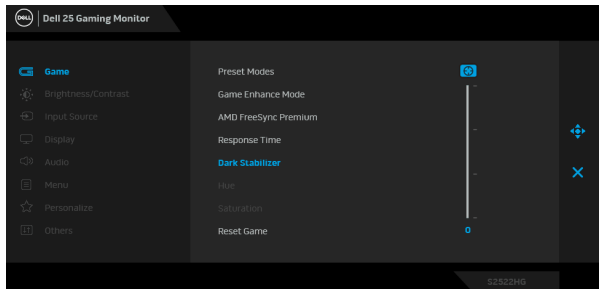 DELL Dell 25 Gaming Monitor
Game
Brightness/Contrast
Input Source
Display
Audio
Menu
Personalize
Others
Preset Modes
Game Enhance Mode
AMD FreeSync Premium
Response Time
Dark Stabilizer
Hue
Saturation
Reset Game
0
S2522HG